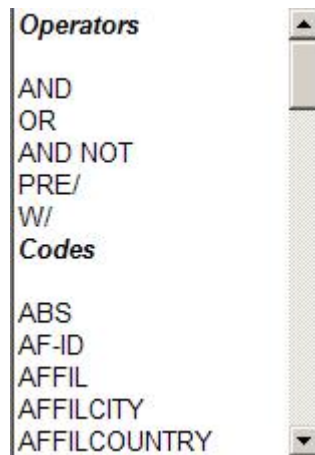 Operators
AND
OR
AND NOT
PRE/
W/
Codes
ABS
AF-ID
AFFIL
AFFILCITY
AFFILCOUNTRY